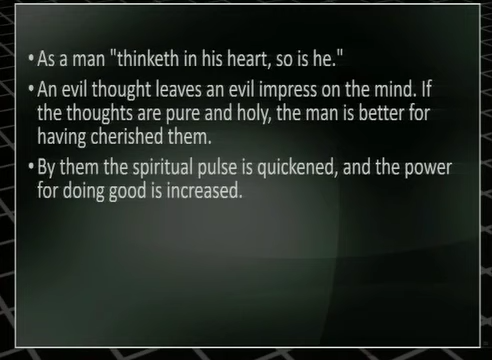 • As a man "thinketh in his heart, so is he."
• An evil thought leaves an evil impress on the mind. If
the thoughts are pure and holy, the man is better for
having cherished them.
• By them the spiritual pulse is quickened, and the power
for doing good is increased.